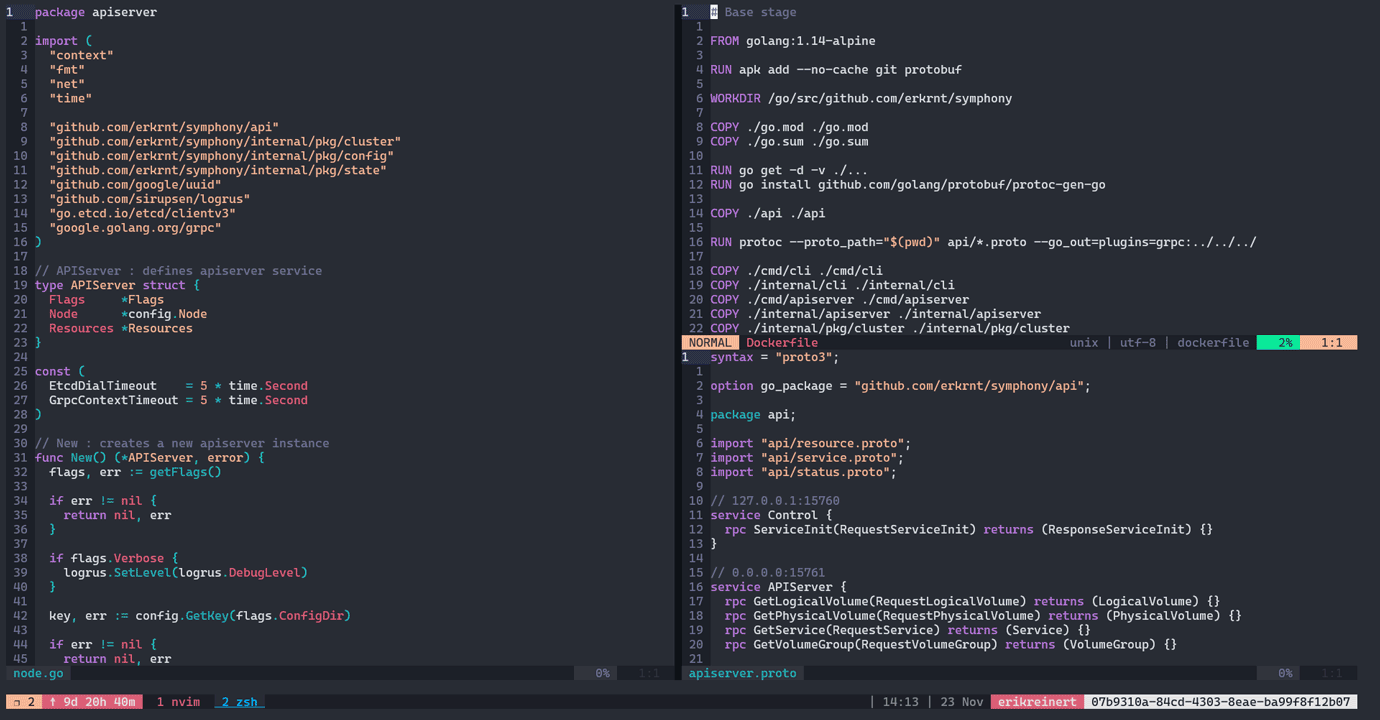 1   package apiserver
1
2 import (
3   "context"
4   "fmt"
5   "net"
6   "time"
7
8   "github.com/erkrnt/symphony/api"
9   "github.com/erkrnt/symphony/internal/pkg/cluster"
10   "github.com/erkrnt/symphony/internal/pkg/config"
11   "github.com/erkrnt/symphony/internal/pkg/state"
12   "github.com/google/uuid"
13   "github.com/sirupsen/logrus"
14   "go.etcd.io/etcd/clientv3"
15   "google.golang.org/grpc"
16 )
17
18 // APIServer : defines apiserver service
19 type APIServer struct {
20   Flags     *Flags
21   Node      *config.Node
22   Resources *Resources
23 }
24
25 const (
26   EtcdDialTimeout    = 5 * time.Second
27   GrpcContextTimeout = 5 * time.Second
28 )
29
30 // New : creates a new apiserver instance
31 func New() (*APIServer, error) {
32   flags, err := getFlags()
33
34   if err != nil {
35     return nil, err
36   }
37
38   if flags.Verbose {
39     logrus.SetLevel(logrus.DebugLevel)
40   }
41
42   key, err := config.GetKey(flags.ConfigDir)
43
44   if err != nil {
45     return nil, err
node.go 0% 1:1
1   # Base stage
1
2 FROM golang:1.14-alpine
3
4 RUN apk add --no-cache git protobuf
5
6 WORKDIR /go/src/github.com/erkrnt/symphony
7
8 COPY ./go.mod ./go.mod
9 COPY ./go.sum ./go.sum
10
11 RUN go get -d -v ./...
12 RUN go install github.com/golang/protobuf/protoc-gen-go
13
14 COPY ./api ./api
15
16 RUN protoc --proto_path="$(pwd)" api/*.proto --go_out=plugins=grpc:../../../
17
18 COPY ./cmd/cli ./cmd/cli
19 COPY ./internal/cli ./internal/cli
20 COPY ./cmd/apiserver ./cmd/apiserver
21 COPY ./internal/apiserver ./internal/apiserver
22 COPY ./internal/pkg/cluster ./internal/pkg/cluster
NORMAL Dockerfile unix | utf-8 | dockerfile 2% 1:1
1   syntax = "proto3";
1
2 option go_package = "github.com/erkrnt/symphony/api";
3
4 package api;
5
6 import "api/resource.proto";
7 import "api/service.proto";
8 import "api/status.proto";
9
10 // 127.0.0.1:15760
11 service Control {
12   rpc ServiceInit(RequestServiceInit) returns (ResponseServiceInit) {}
13 }
14
15 // 0.0.0.0:15761
16 service APIServer {
17   rpc GetLogicalVolume(RequestLogicalVolume) returns (LogicalVolume) {}
18   rpc GetPhysicalVolume(RequestPhysicalVolume) returns (PhysicalVolume) {}
19   rpc GetService(RequestService) returns (Service) {}
20   rpc GetVolumeGroup(RequestVolumeGroup) returns (VolumeGroup) {}
21
apiserver.proto 0% 1:1
❐ 2 ↑ 9d 20h 40m 1 nvim 2 zsh | 14:13 | 23 Nov erikreinert 07b9310a-84cd-4303-8eae-ba99f8f12b07